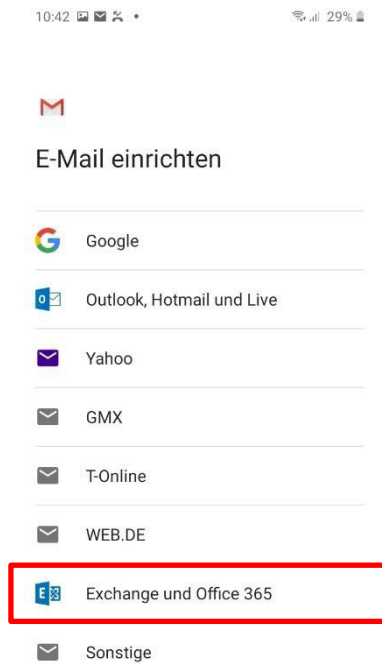 10:42 29%
E-Mail einrichten
Google
Outlook, Hotmail und Live
Yahoo
GMX
T-Online
WEB.DE
Exchange und Office 365
Sonstige